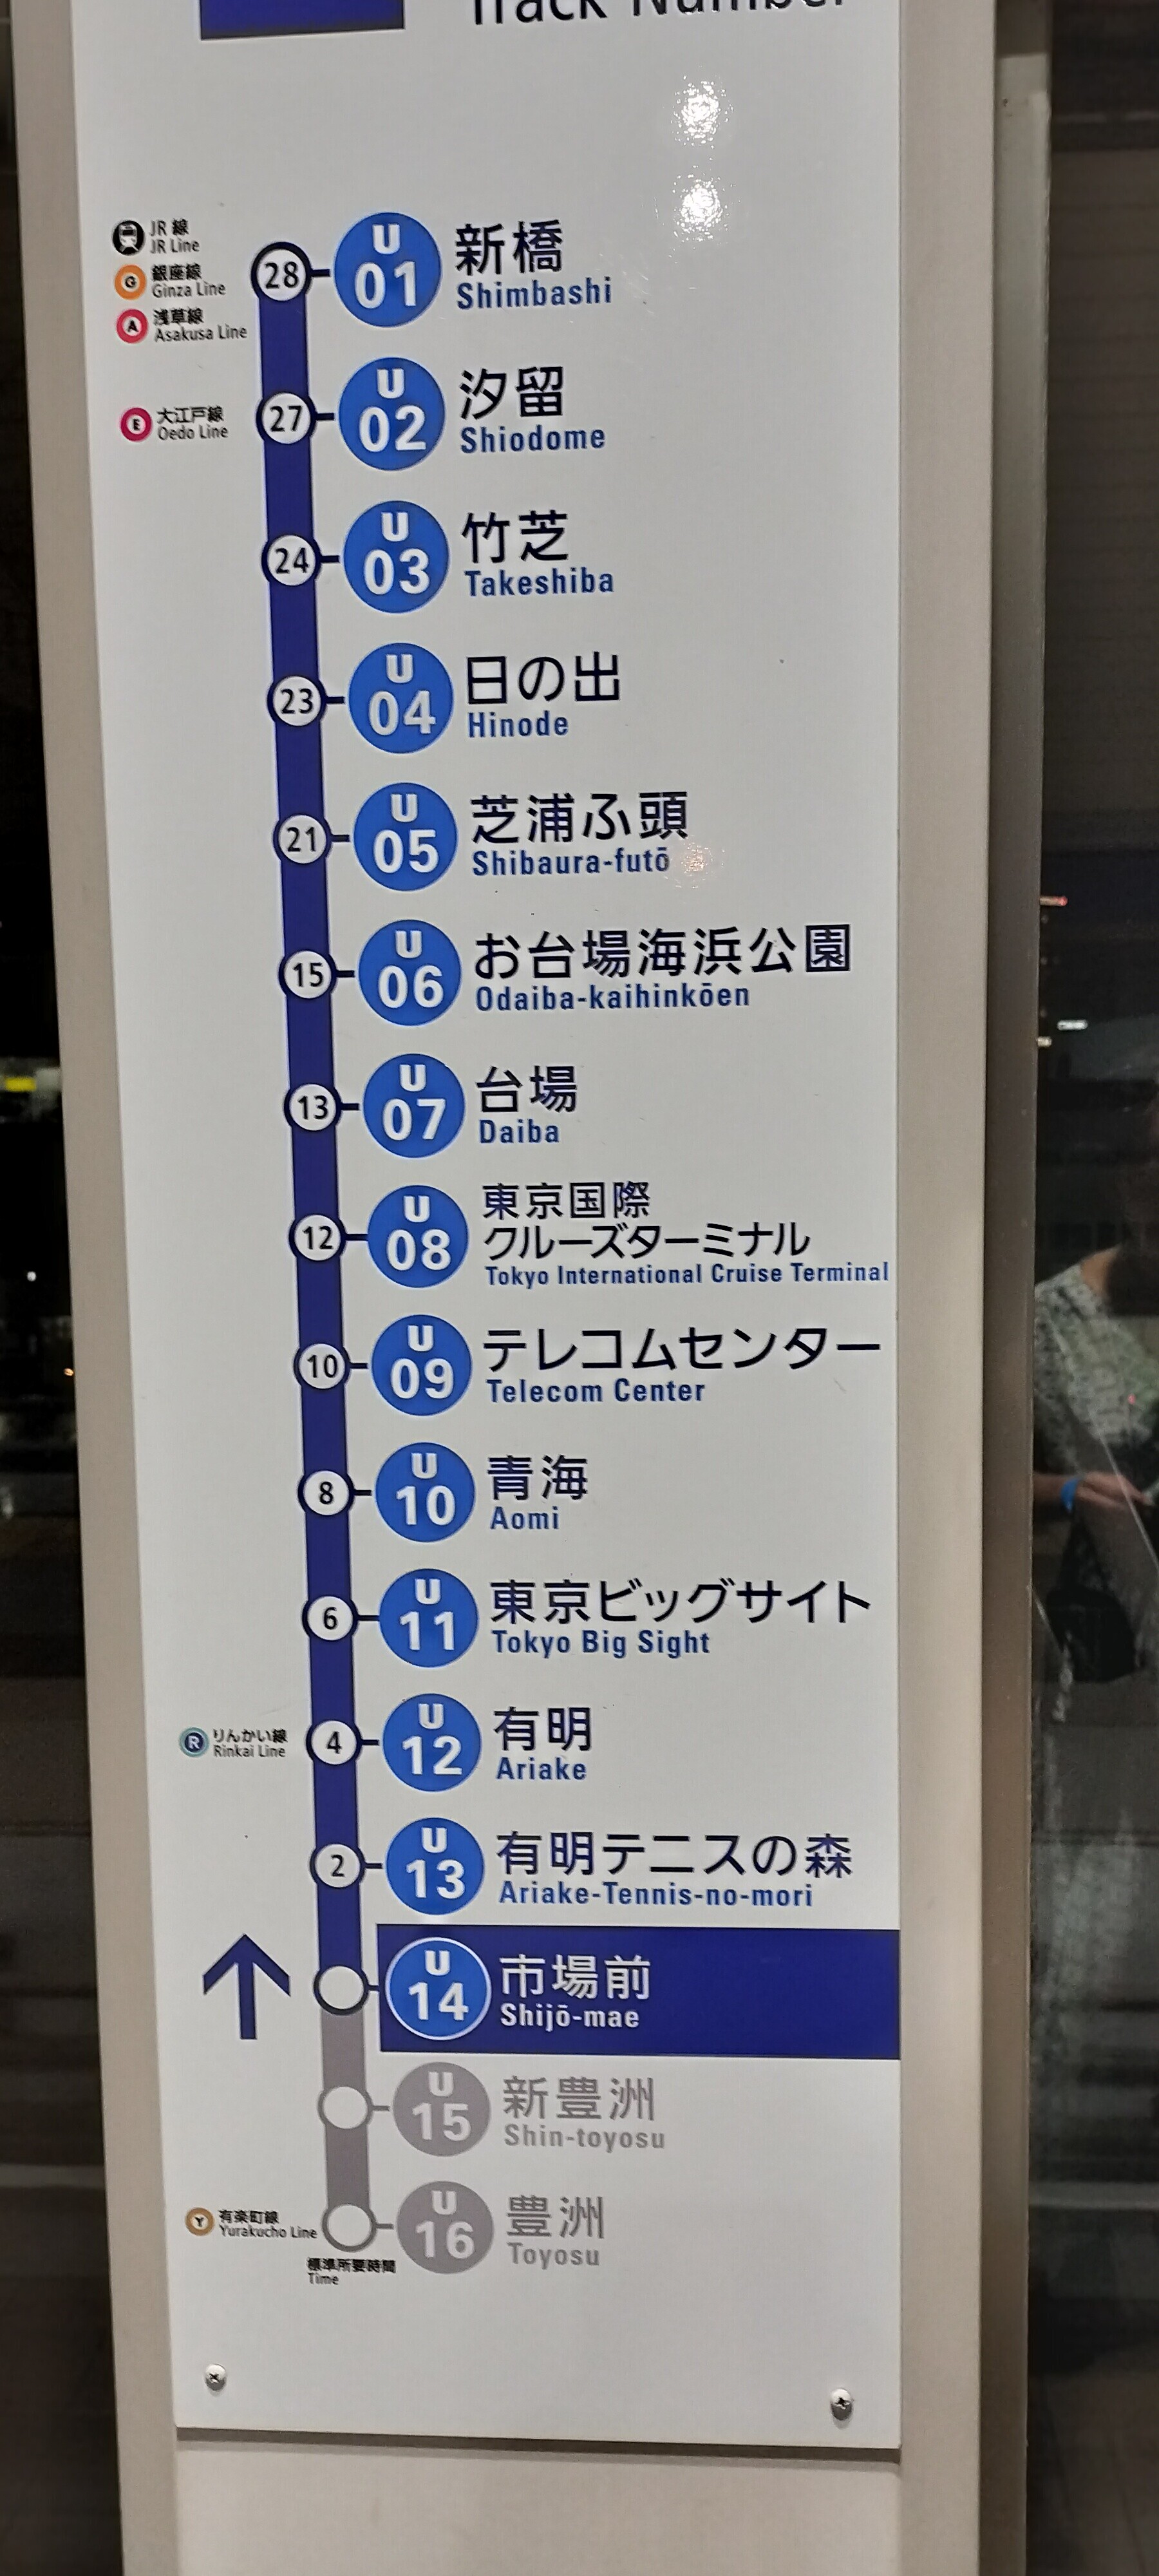 Track Number
JR 線
JR Line
G 銀座線
Ginza Line
A 浅草線
Asakusa Line
28
U
01
新橋
Shimbashi
E 大江戸線
Oedo Line
27
U
02
汐留
Shiodome
24
U
03
竹芝
Takeshiba
23
U
04
日の出
Hinode
21
U
05
芝浦ふ頭
Shibaura-futō
15
U
06
お台場海浜公園
Odaiba-kaihinkōen
13
U
07
台場
Daiba
12
U
08
東京国際
クルーズターミナル
Tokyo International Cruise Terminal
10
U
09
テレコムセンター
Telecom Center
8
U
10
青海
Aomi
6
U
11
東京ビッグサイト
Tokyo Big Sight
R りんかい線
Rinkai Line
4
U
12
有明
Ariake
2
U
13
有明テニスの森
Ariake-Tennis-no-mori
U
14
市場前
Shijō-mae
U
15
新豊洲
Shin-toyosu
Y 有楽町線
Yurakucho Line
U
16
豊洲
Toyosu
標準所要時間
Time